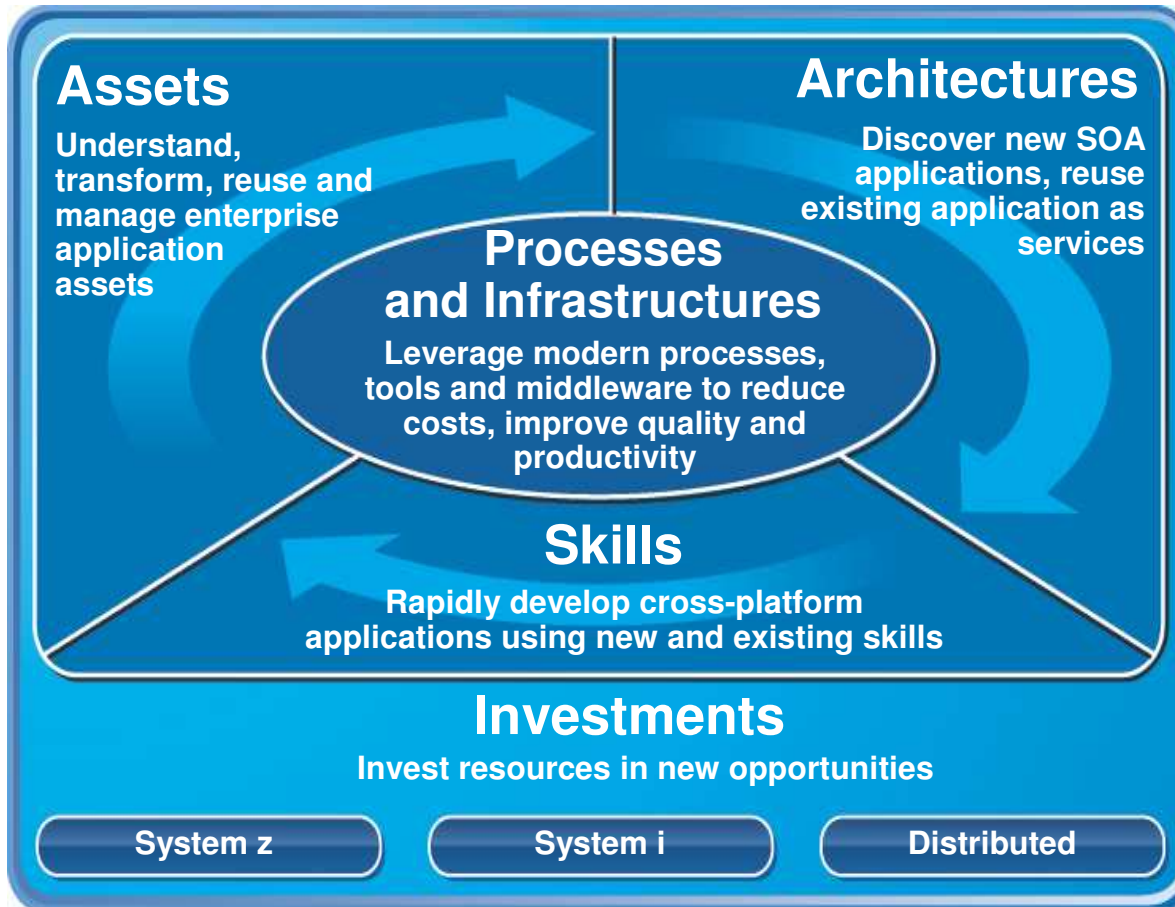 Assets
Understand,
transform, reuse and
manage enterprise
application
assets
Architectures
Discover new SOA
applications, reuse
existing application as
services
Processes
and Infrastructures
Leverage modern processes,
tools and middleware to reduce
costs, improve quality and
productivity
Skills
Rapidly develop cross-platform
applications using new and existing skills
Investments
Invest resources in new opportunities
System z
System i
Distributed